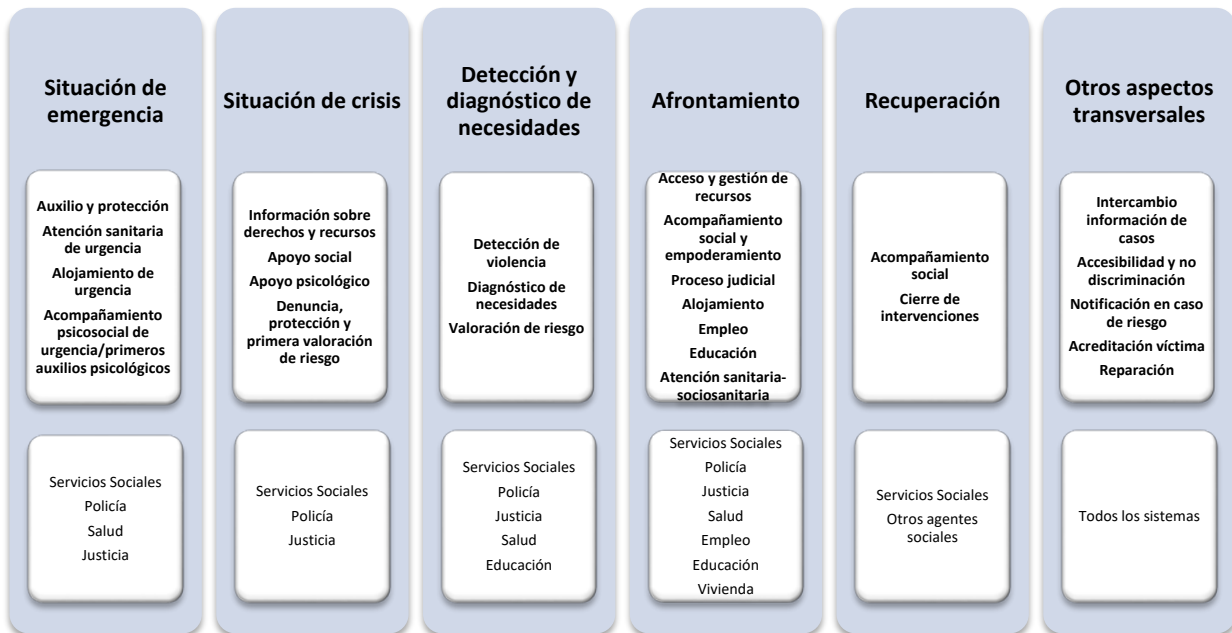 Situación de
emergencia
Auxilio y protección
Atención sanitaria
de urgencia
Alojamiento de
urgencia
Acompañamiento
psicosocial de
urgencia/primeros
auxilios psicológicos
Servicios Sociales
Policía
Salud
Justicia
Situación de crisis
Información sobre
derechos y recursos
Apoyo social
Apoyo psicológico
Denuncia,
protección y
primera valoración
de riesgo
Servicios Sociales
Policía
Justicia
Detección y
diagnóstico de
necesidades
Detección de
violencia
Diagnóstico de
necesidades
Valoración de riesgo
Servicios Sociales
Policía
Justicia
Salud
Educación
Afrontamiento
Acceso y gestión de
recursos
Acompañamiento
social y
empoderamiento
Proceso judicial
Alojamiento
Empleo
Educación
Atención sanitaria-
sociosanitaria
Servicios Sociales
Policía
Justicia
Salud
Empleo
Educación
Vivienda
Recuperación
Acompañamiento
social
Cierre de
intervenciones
Servicios Sociales
Otros agentes
sociales
Otros aspectos
transversales
Intercambio
información de
casos
Accesibilidad y no
discriminación
Notificación en caso
de riesgo
Acreditación víctima
Reparación
Todos los sistemas